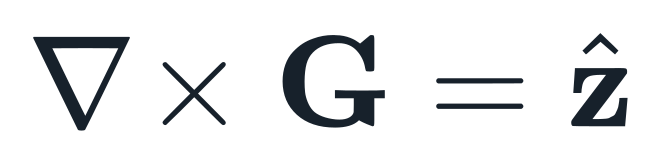 ∇ × 𝐆 = 𝐳̂